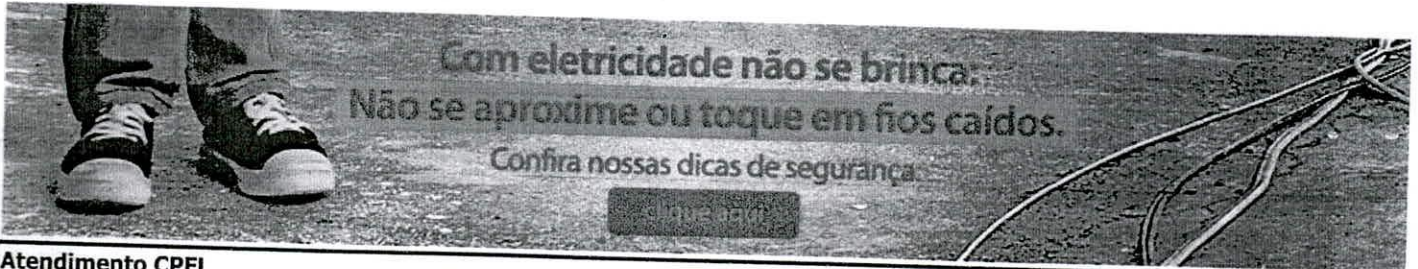 Com eletricidade não se brinca:
Não se aproxime ou toque em fios caídos.
Confira nossas dicas de segurança.
clique aqui
Atendimento CPFL